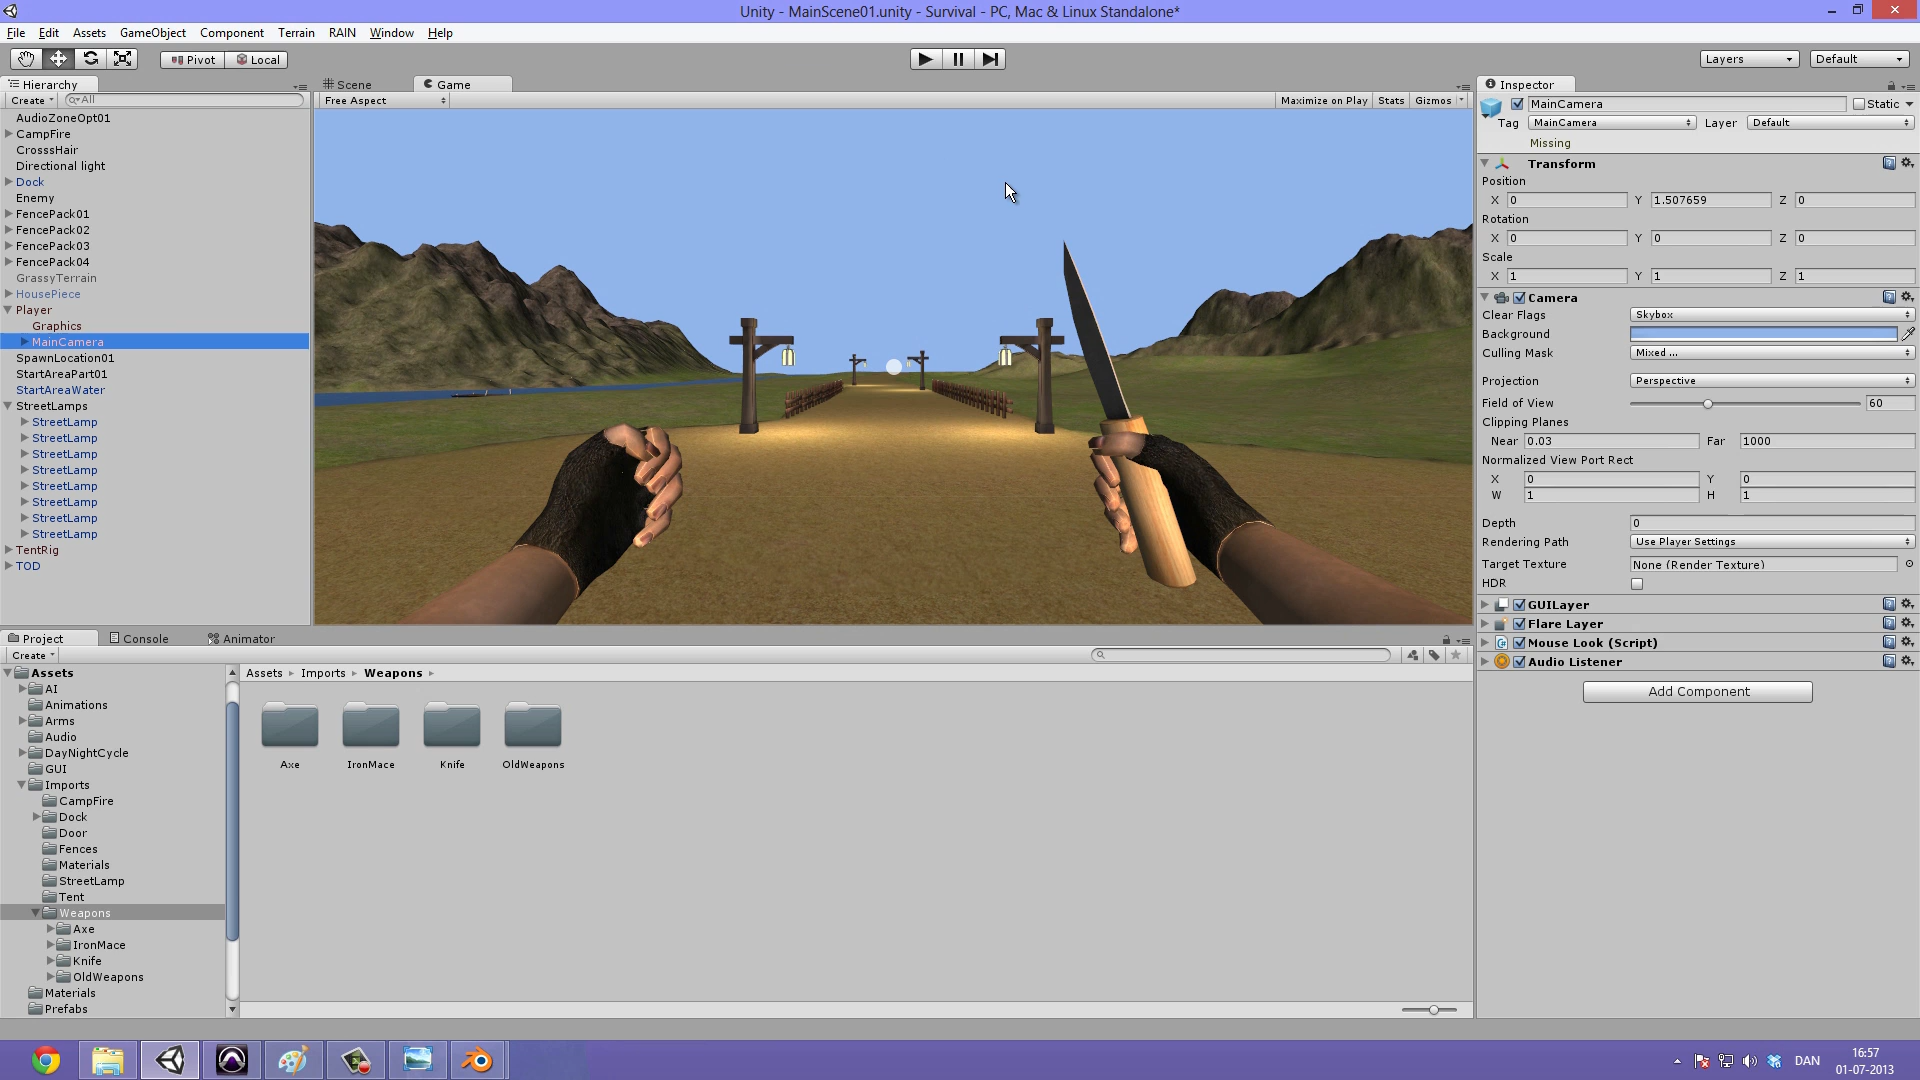 Unity - MainScene01.unity - Survival - PC, Mac & Linux Standalone*
File Edit Assets GameObject Component Terrain RAIN Window Help
Pivot Local Layers Default
Hierarchy
Create All
AudioZoneOpt01
CampFire
CrosssHair
Directional light
Dock
Enemy
FencePack01
FencePack02
FencePack03
FencePack04
GrassyTerrain
HousePiece
Player
Graphics
MainCamera
SpawnLocation01
StartAreaPart01
StartAreaWater
StreetLamps
StreetLamp
StreetLamp
StreetLamp
StreetLamp
StreetLamp
StreetLamp
StreetLamp
StreetLamp
TentRig
TOD
Scene Game
Free Aspect Maximize on Play Stats Gizmos
Inspector
MainCamera Static
Tag MainCamera Layer Default
Missing
Transform
Position
X 0 Y 1.507659 Z 0
Rotation
X 0 Y 0 Z 0
Scale
X 1 Y 1 Z 1
Camera
Clear Flags Skybox
Background
Culling Mask Mixed ...
Projection Perspective
Field of View 60
Clipping Planes
Near 0.03 Far 1000
Normalized View Port Rect
X 0 Y 0
W 1 H 1
Depth 0
Rendering Path Use Player Settings
Target Texture None (Render Texture)
HDR
GUILayer
Flare Layer
Mouse Look (Script)
Audio Listener
Add Component
Project Console Animator
Create
Assets
AI
Animations
Arms
Audio
DayNightCycle
GUI
Imports
CampFire
Dock
Door
Fences
Materials
StreetLamp
Tent
Weapons
Axe
IronMace
Knife
OldWeapons
Materials
Prefabs
Assets Imports Weapons
Axe IronMace Knife OldWeapons
DAN
16:57
01-07-2013